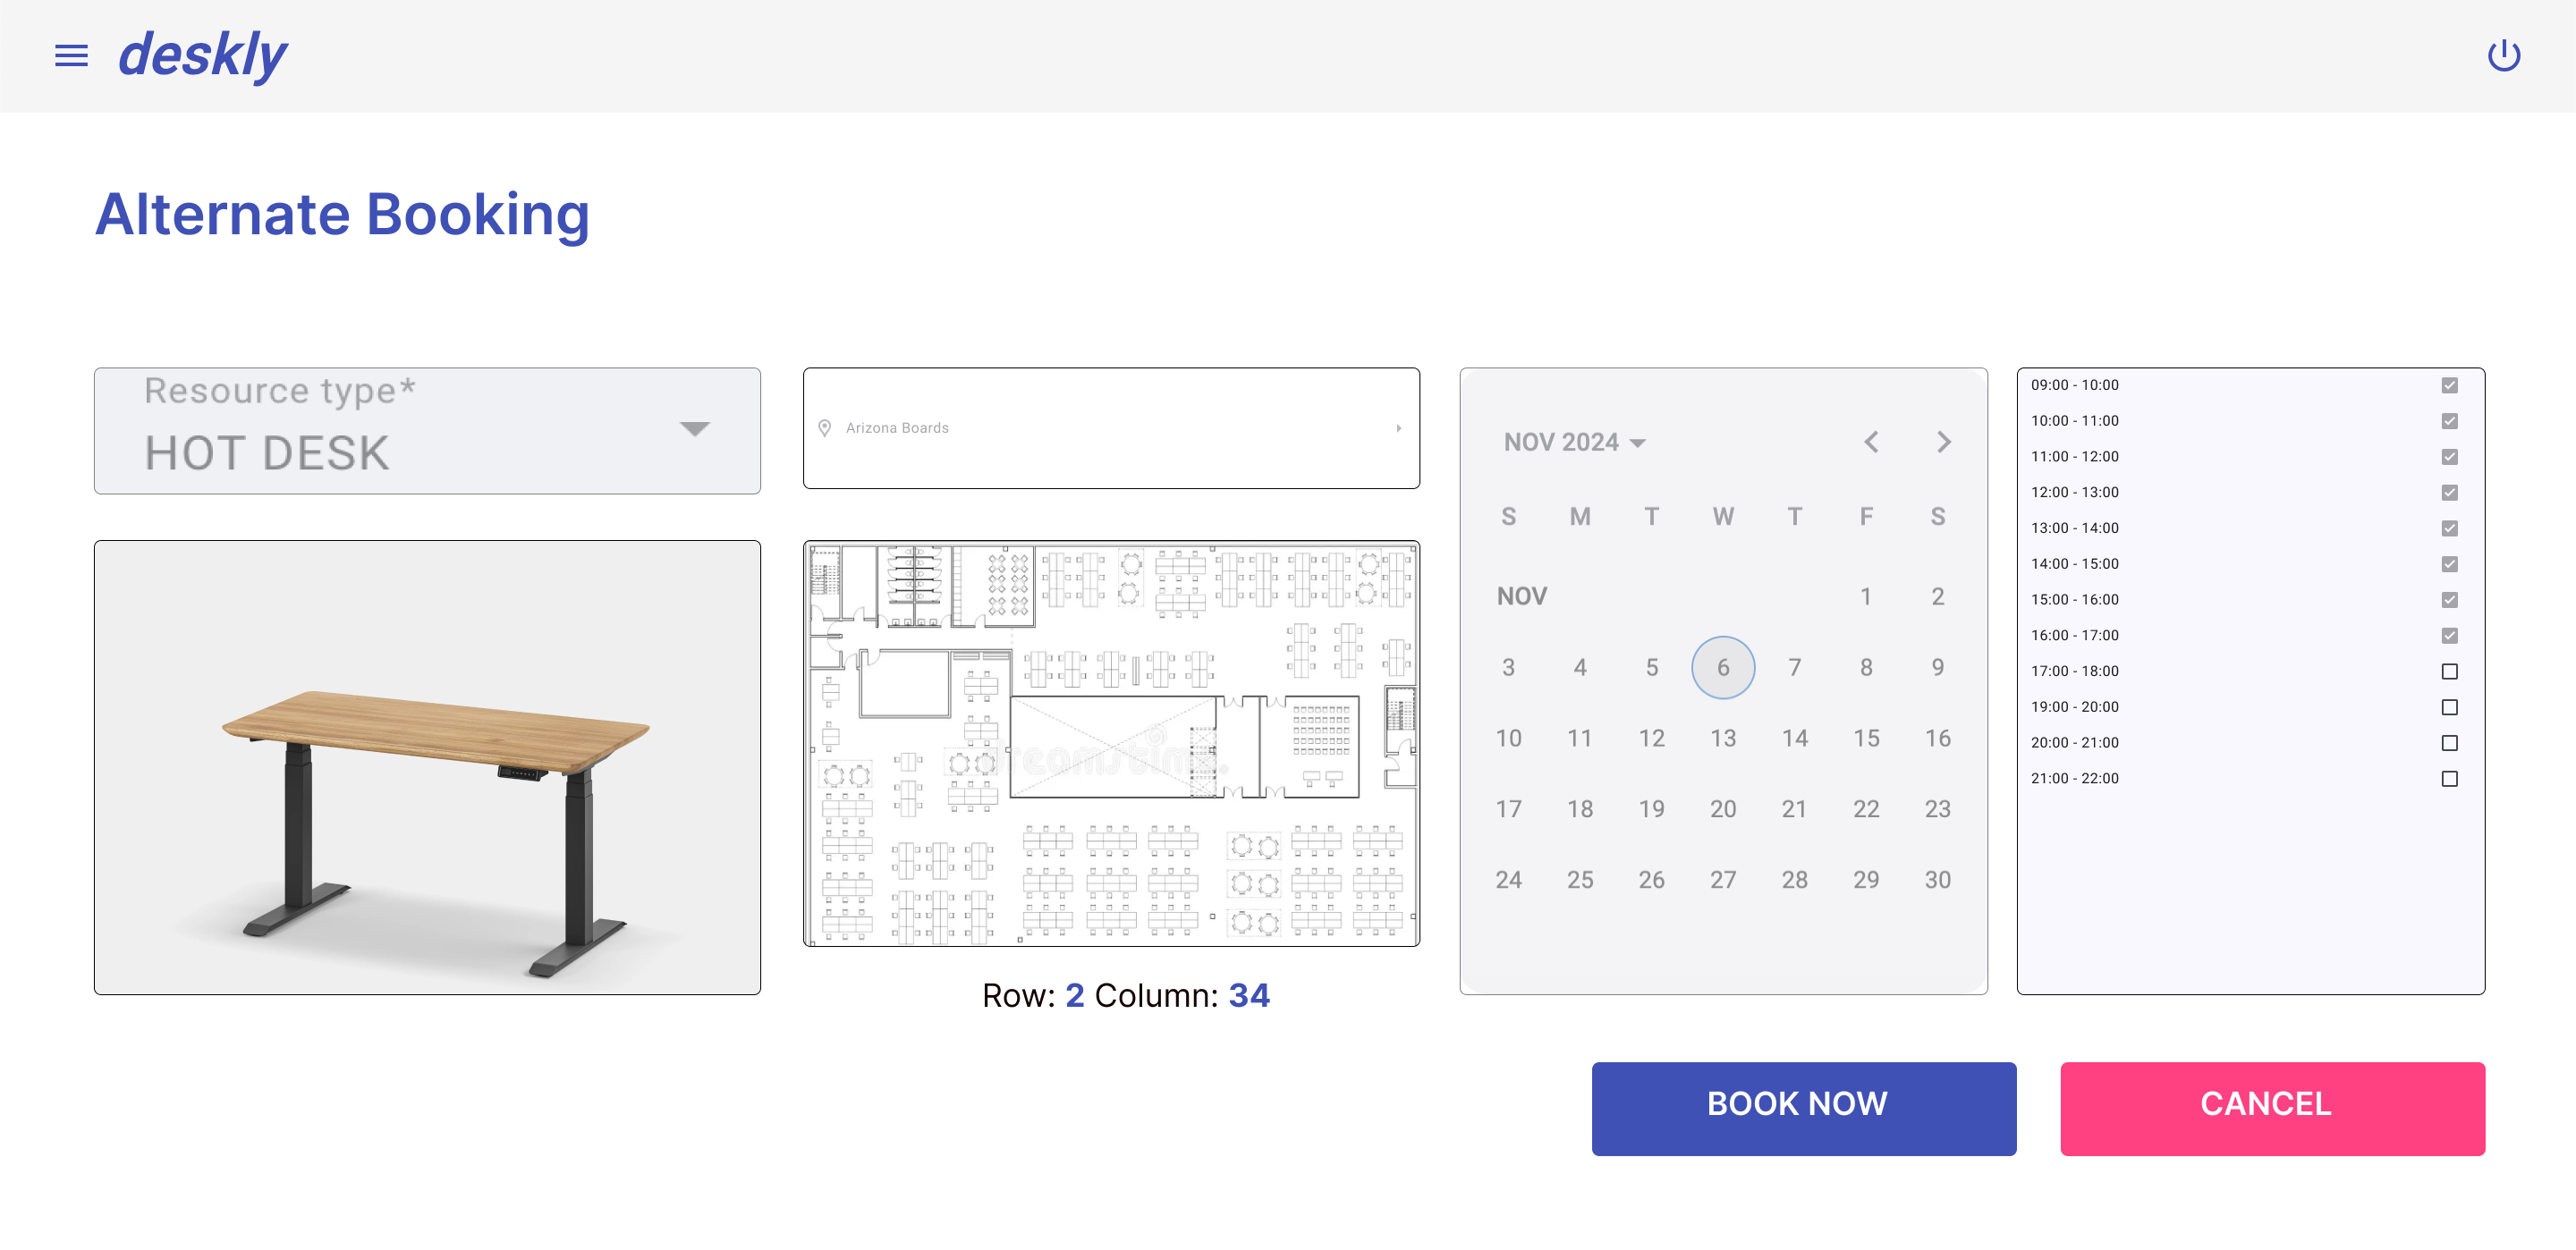 deskly
Alternate Booking
Resource type*
HOT DESK
Arizona Boards
dreamstime.
Row: 2 Column: 34
NOV 2024
S M T W T F S
NOV 1 2
3 4 5 6 7 8 9
10 11 12 13 14 15 16
17 18 19 20 21 22 23
24 25 26 27 28 29 30
09:00 - 10:00
10:00 - 11:00
11:00 - 12:00
12:00 - 13:00
13:00 - 14:00
14:00 - 15:00
15:00 - 16:00
16:00 - 17:00
17:00 - 18:00
19:00 - 20:00
20:00 - 21:00
21:00 - 22:00
BOOK NOW
CANCEL